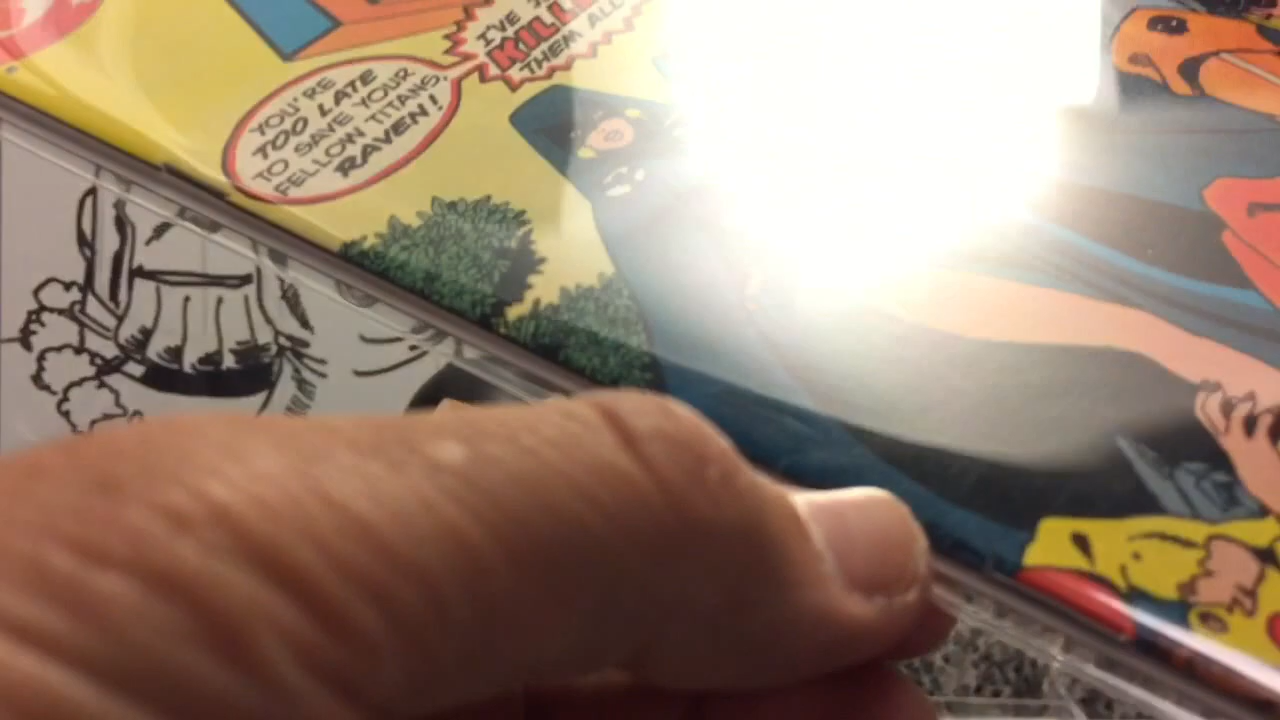 YOU'RE
TOO LATE
TO SAVE YOUR
FELLOW TITANS,
RAVEN!
I'VE
THEM ALL